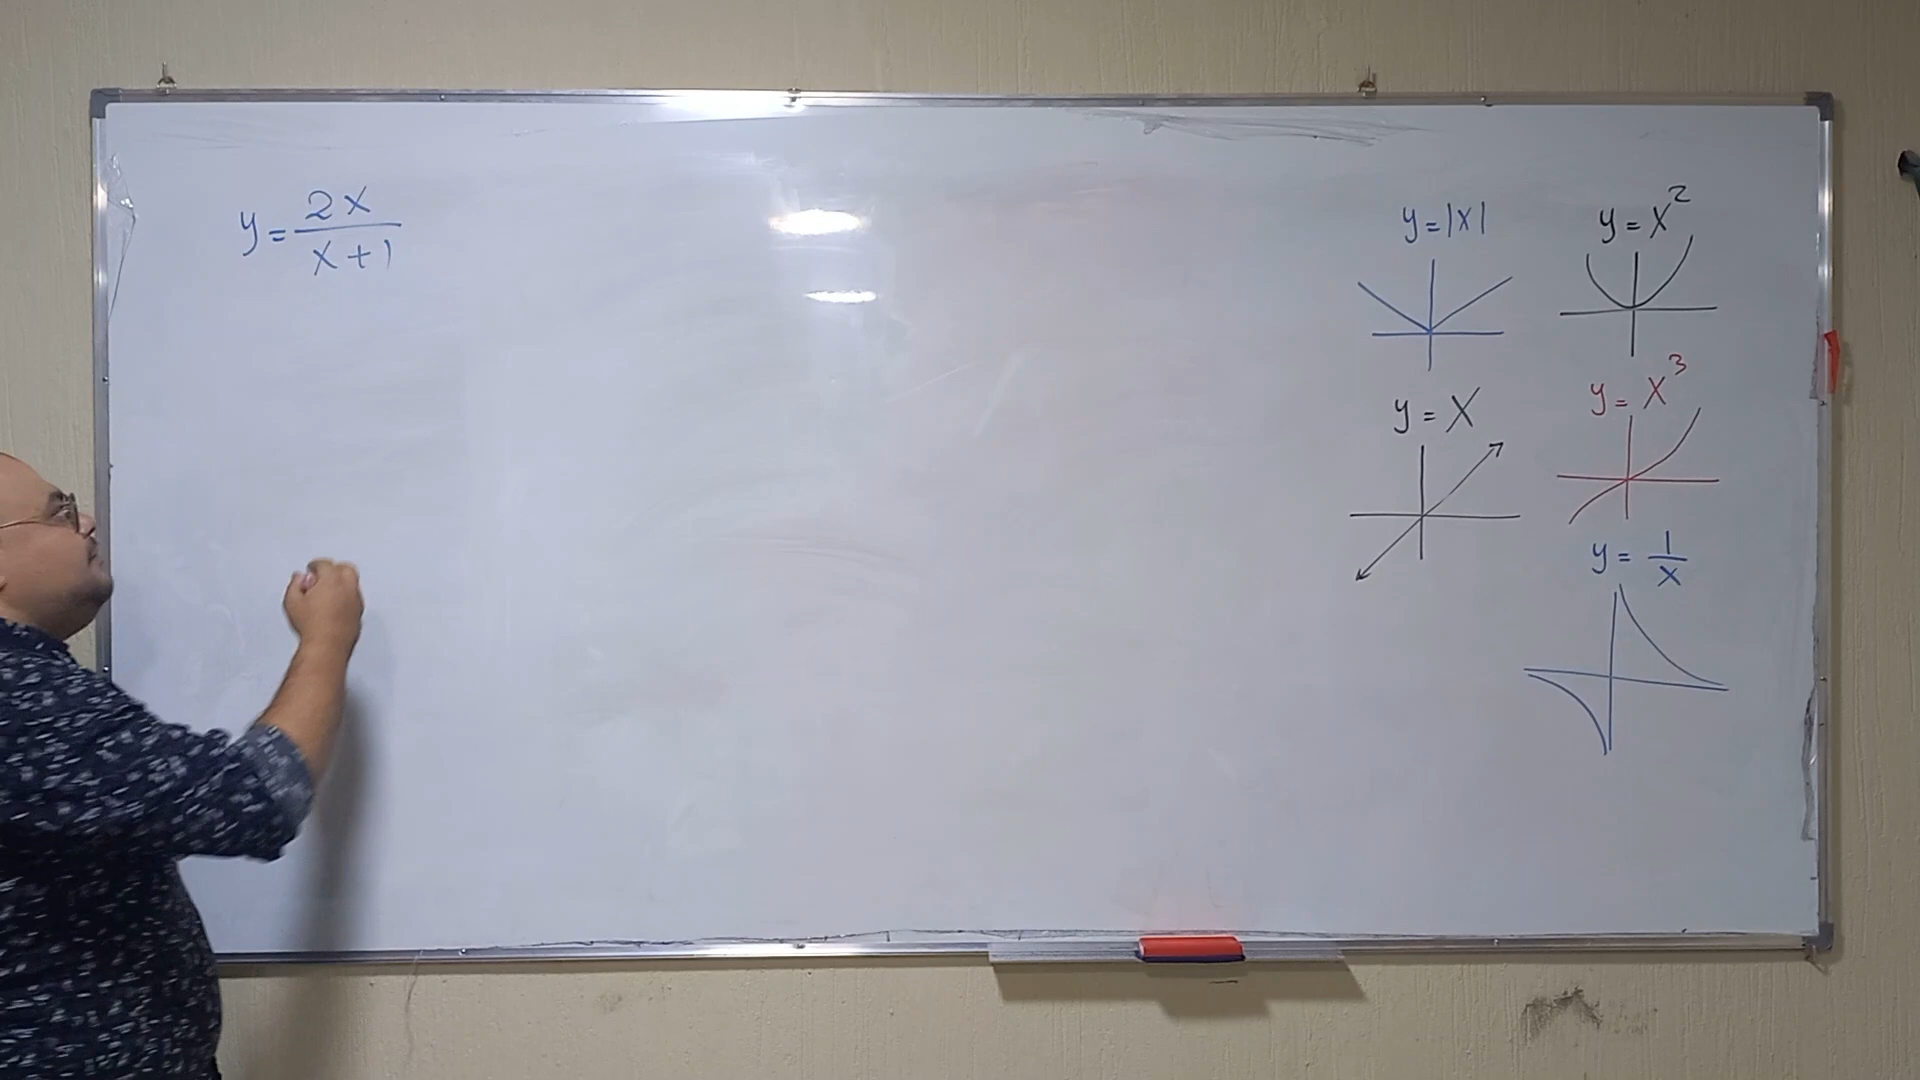 y = 2x / x+1
y = |x|
y = x²
y = x
y = x³
y = 1/x